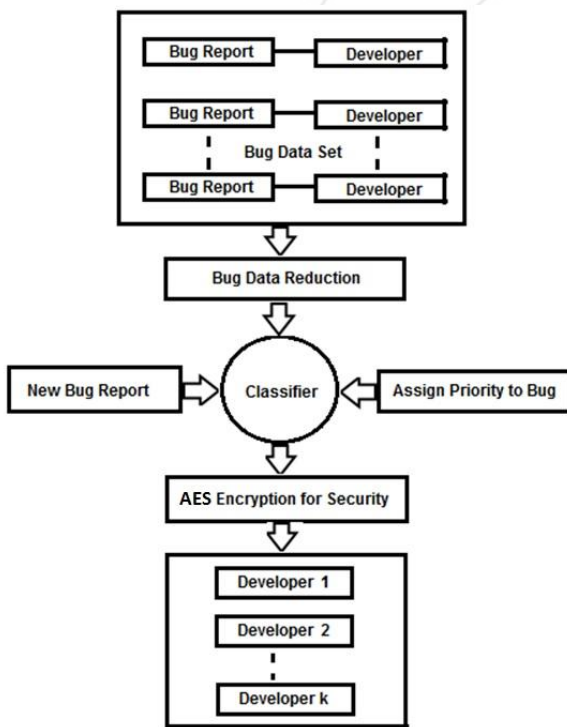 Bug Report Developer
Bug Report Developer
Bug Data Set
Bug Report Developer
Bug Data Reduction
New Bug Report Classifier Assign Priority to Bug
AES Encryption for Security
Developer 1
Developer 2
Developer k